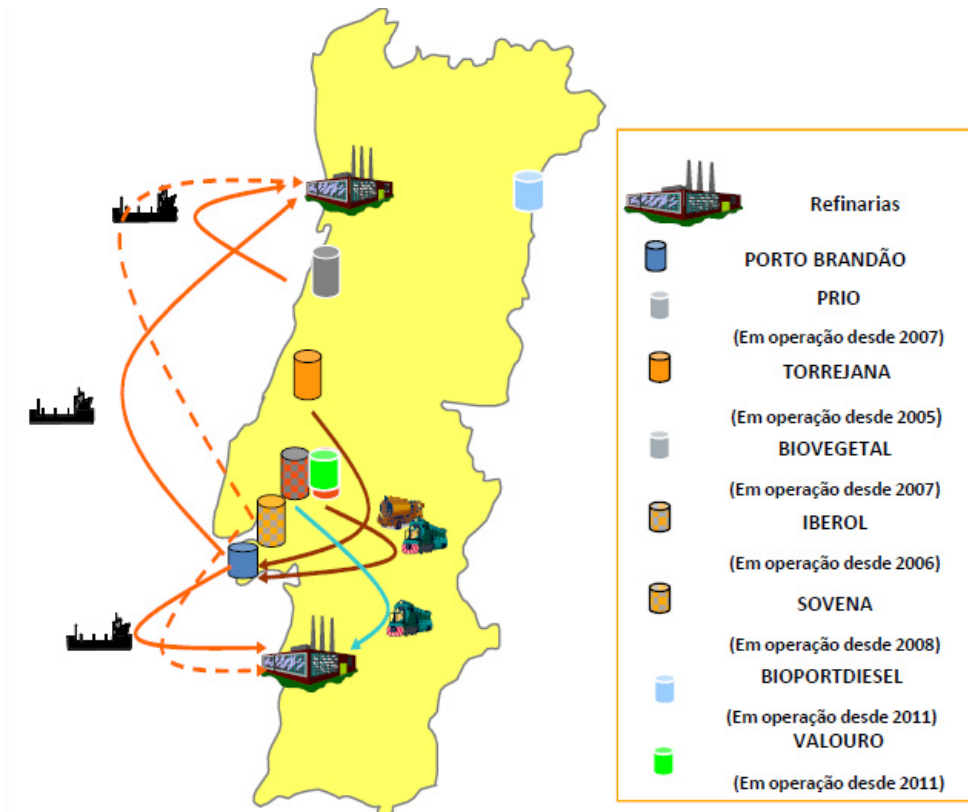 Refinarias
PORTO BRANDÃO
PRIO
(Em operação desde 2007)
TORREJANA
(Em operação desde 2005)
BIOVEGETAL
(Em operação desde 2007)
IBEROL
(Em operação desde 2006)
SOVENA
(Em operação desde 2008)
BIOPORTDIESEL
(Em operação desde 2011)
VALOURO
(Em operação desde 2011)